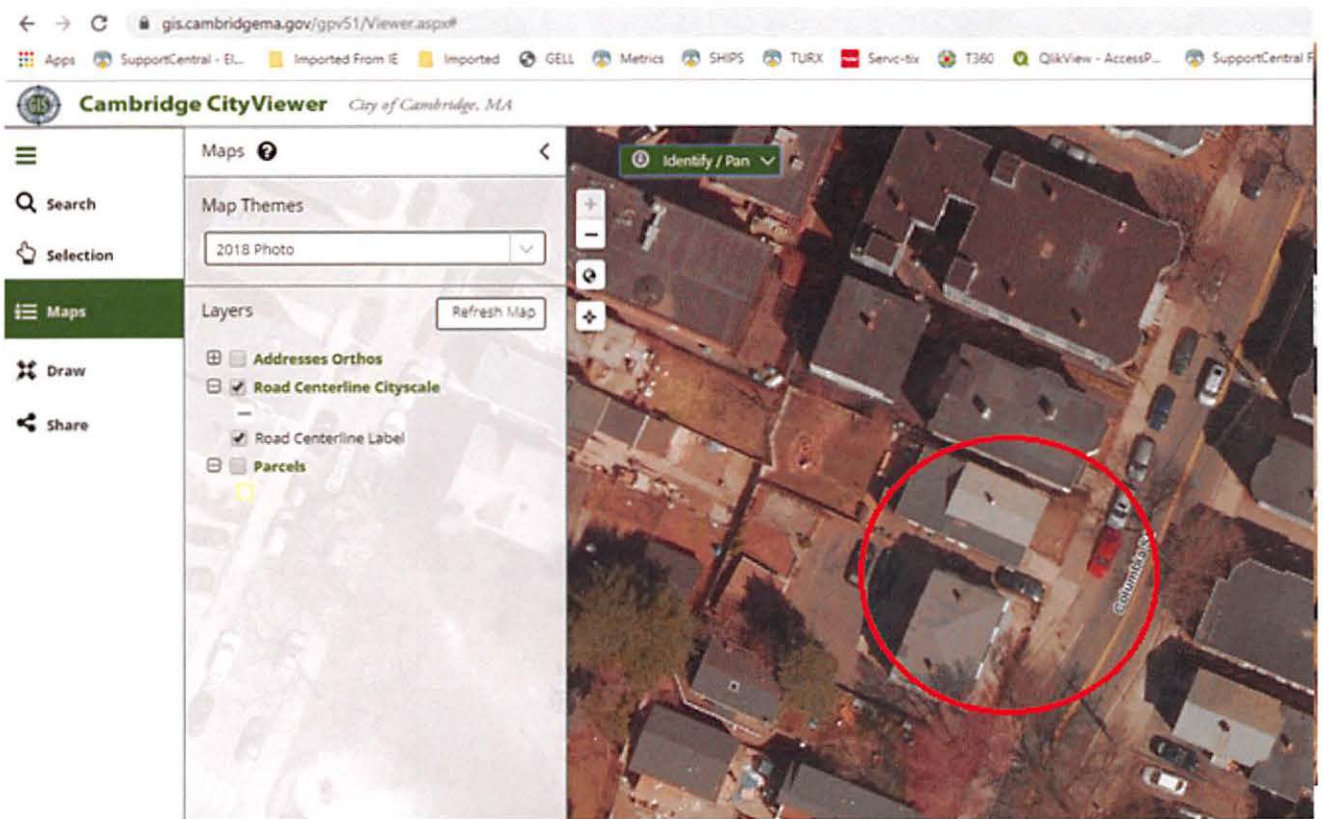 gis.cambridgema.gov/gpv51/Viewer.aspx#
Apps SupportCentral - El... Imported From IE Imported GELL Metrics SHIPS TURX Servc-tix T360 QlikView - AccessP... SupportCentral F
GIS Cambridge CityViewer City of Cambridge, MA
Maps ?
Identify / Pan
Search
Map Themes
Selection
2018 Photo
Maps
Layers Refresh Map
Addresses Orthos
Draw
Road Centerline Cityscale
Share
Road Centerline Label
Parcels
Columbia